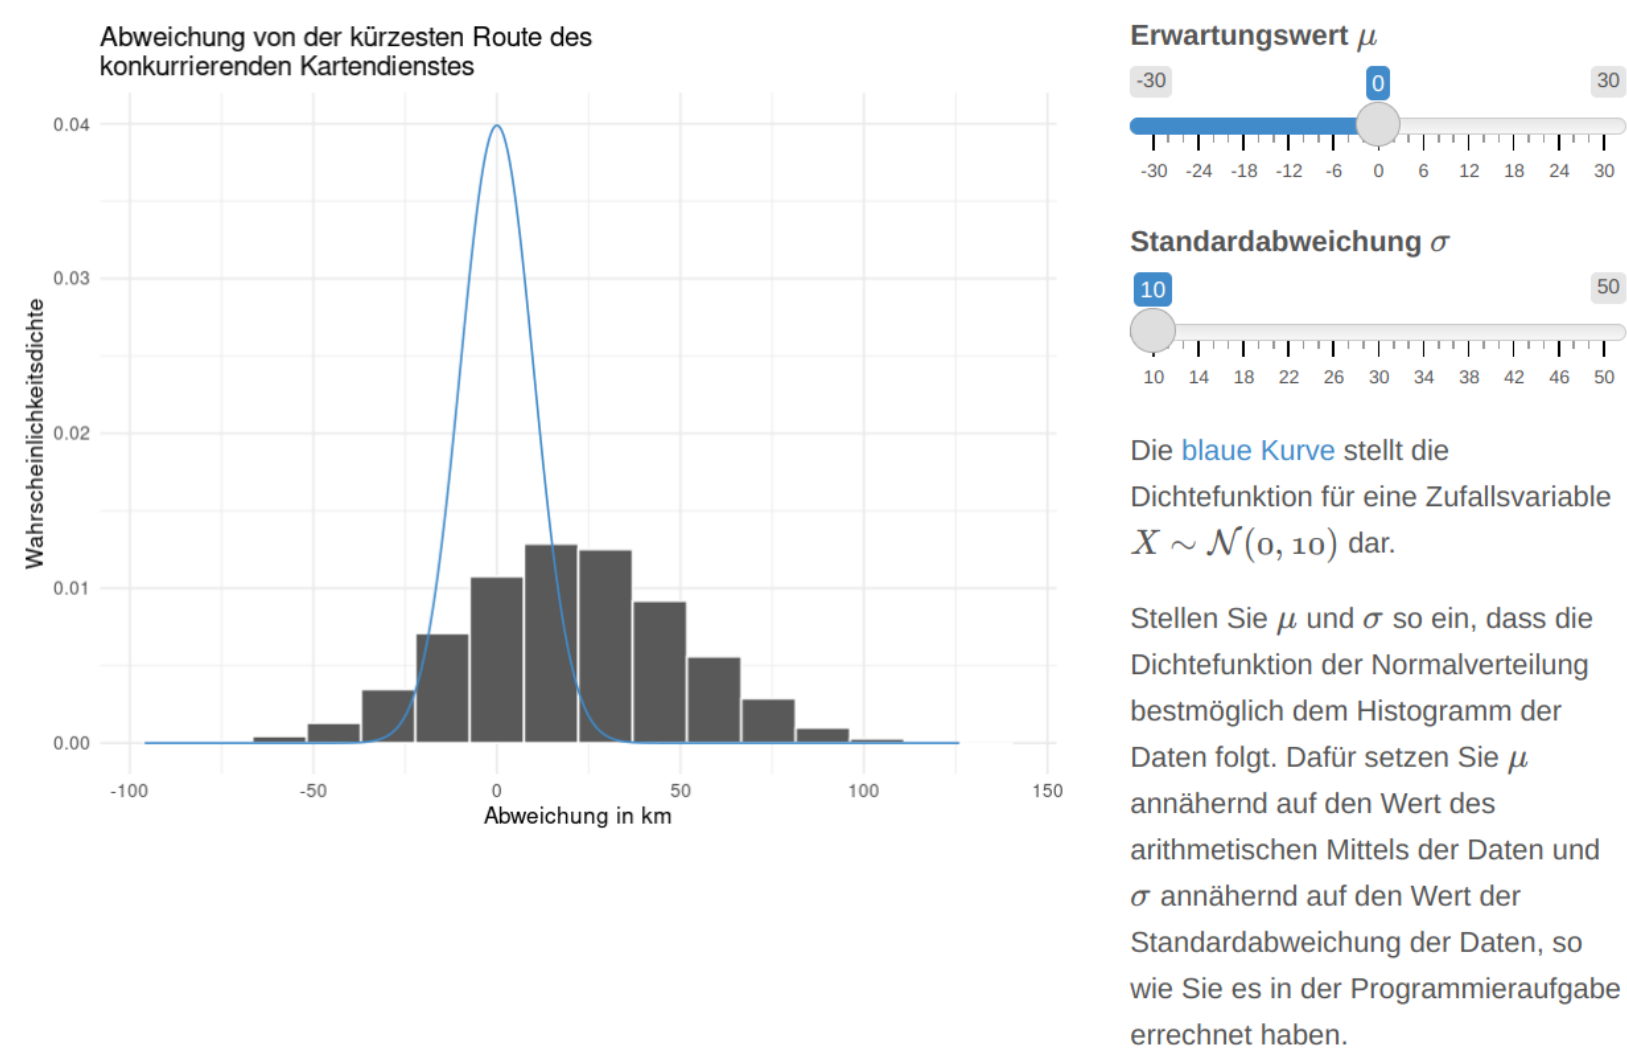 Abweichung von der kürzesten Route des
konkurrierenden Kartendienstes
0.04
0.03
0.02
0.01
0.00
Wahrscheinlichkeitsdichte
-100 -50 0 50 100 150
Abweichung in km
Erwartungswert μ
-30 0 30
-30 -24 -18 -12 -6 0 6 12 18 24 30
Standardabweichung σ
10 50
10 14 18 22 26 30 34 38 42 46 50
Die blaue Kurve stellt die
Dichtefunktion für eine Zufallsvariable
X ∼ 𝒩(0, 10) dar.
Stellen Sie μ und σ so ein, dass die
Dichtefunktion der Normalverteilung
bestmöglich dem Histogramm der
Daten folgt. Dafür setzen Sie μ
annähernd auf den Wert des
arithmetischen Mittels der Daten und
σ annähernd auf den Wert der
Standardabweichung der Daten, so
wie Sie es in der Programmieraufgabe
errechnet haben.